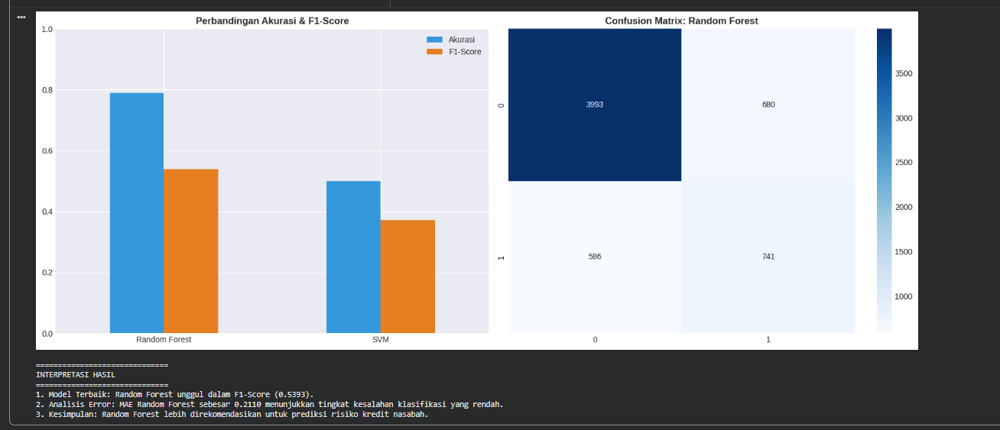 Perbandingan Akurasi & F1-Score
1.0
0.8
0.6
0.4
0.2
0.0
Akurasi
F1-Score
Random Forest
SVM
Confusion Matrix: Random Forest
0
1
3993
680
586
741
0
1
3500
3000
2500
2000
1500
1000
==============================
INTERPRETASI HASIL
==============================
1. Model Terbaik: Random Forest unggul dalam F1-Score (0.5393).
2. Analisis Error: MAE Random Forest sebesar 0.2110 menunjukkan tingkat kesalahan klasifikasi yang rendah.
3. Kesimpulan: Random Forest lebih direkomendasikan untuk prediksi risiko kredit nasabah.